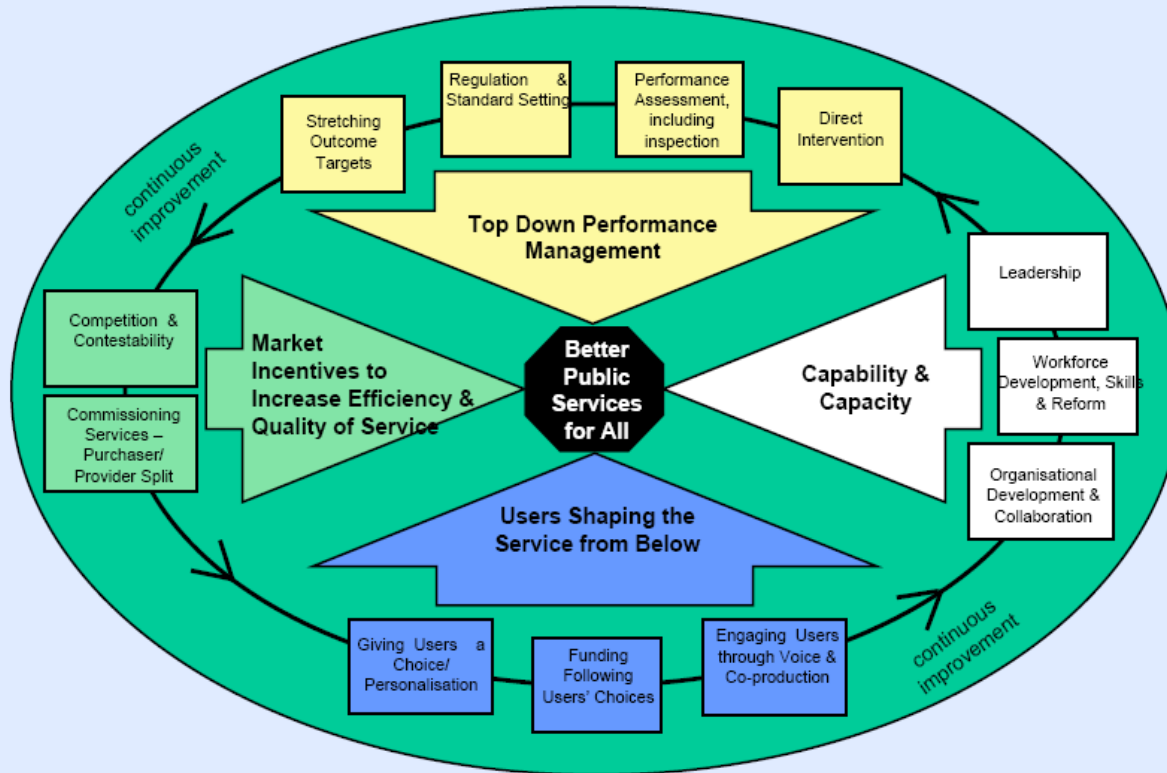 Regulation &
Standard Setting
Performance
Assessment,
including
inspection
Stretching
Outcome
Targets
Direct
Intervention
continuous
improvement
Top Down Performance
Management
Leadership
Competition &
Contestability
Market
Incentives to
Increase Efficiency &
Quality of Service
Better
Public
Services
for All
Capability &
Capacity
Workforce
Development, Skills
& Reform
Commissioning
Services –
Purchaser/
Provider Split
Organisational
Development &
Collaboration
Users Shaping the
Service from Below
Giving Users a
Choice/
Personalisation
Funding
Following
Users' Choices
Engaging Users
through Voice &
Co-production
continuous
improvement